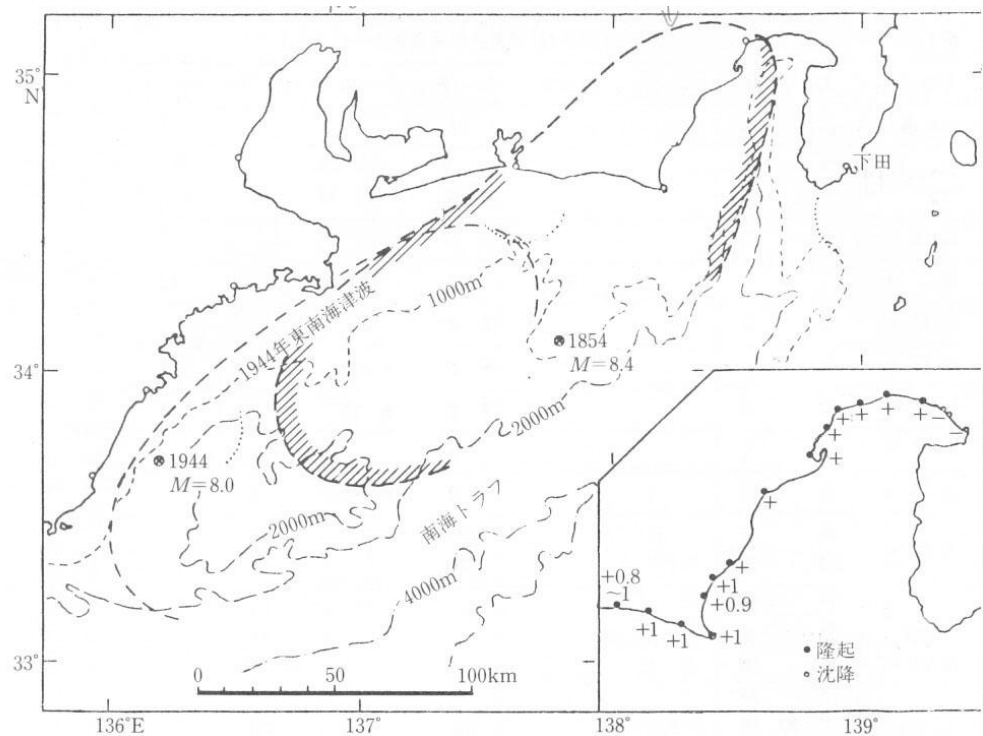 35°
N
34°
33°
136°E
137°
138°
139°
下田
1000m
1944年東南海津波
1854
M=8.4
2000m
1944
M=8.0
2000m
南海トラフ
4000m
0 50 100km
+
+
+
+
+
+
−
+
+
+1
+0.9
+0.8
~1
+1
+1
+1
隆起
沈降